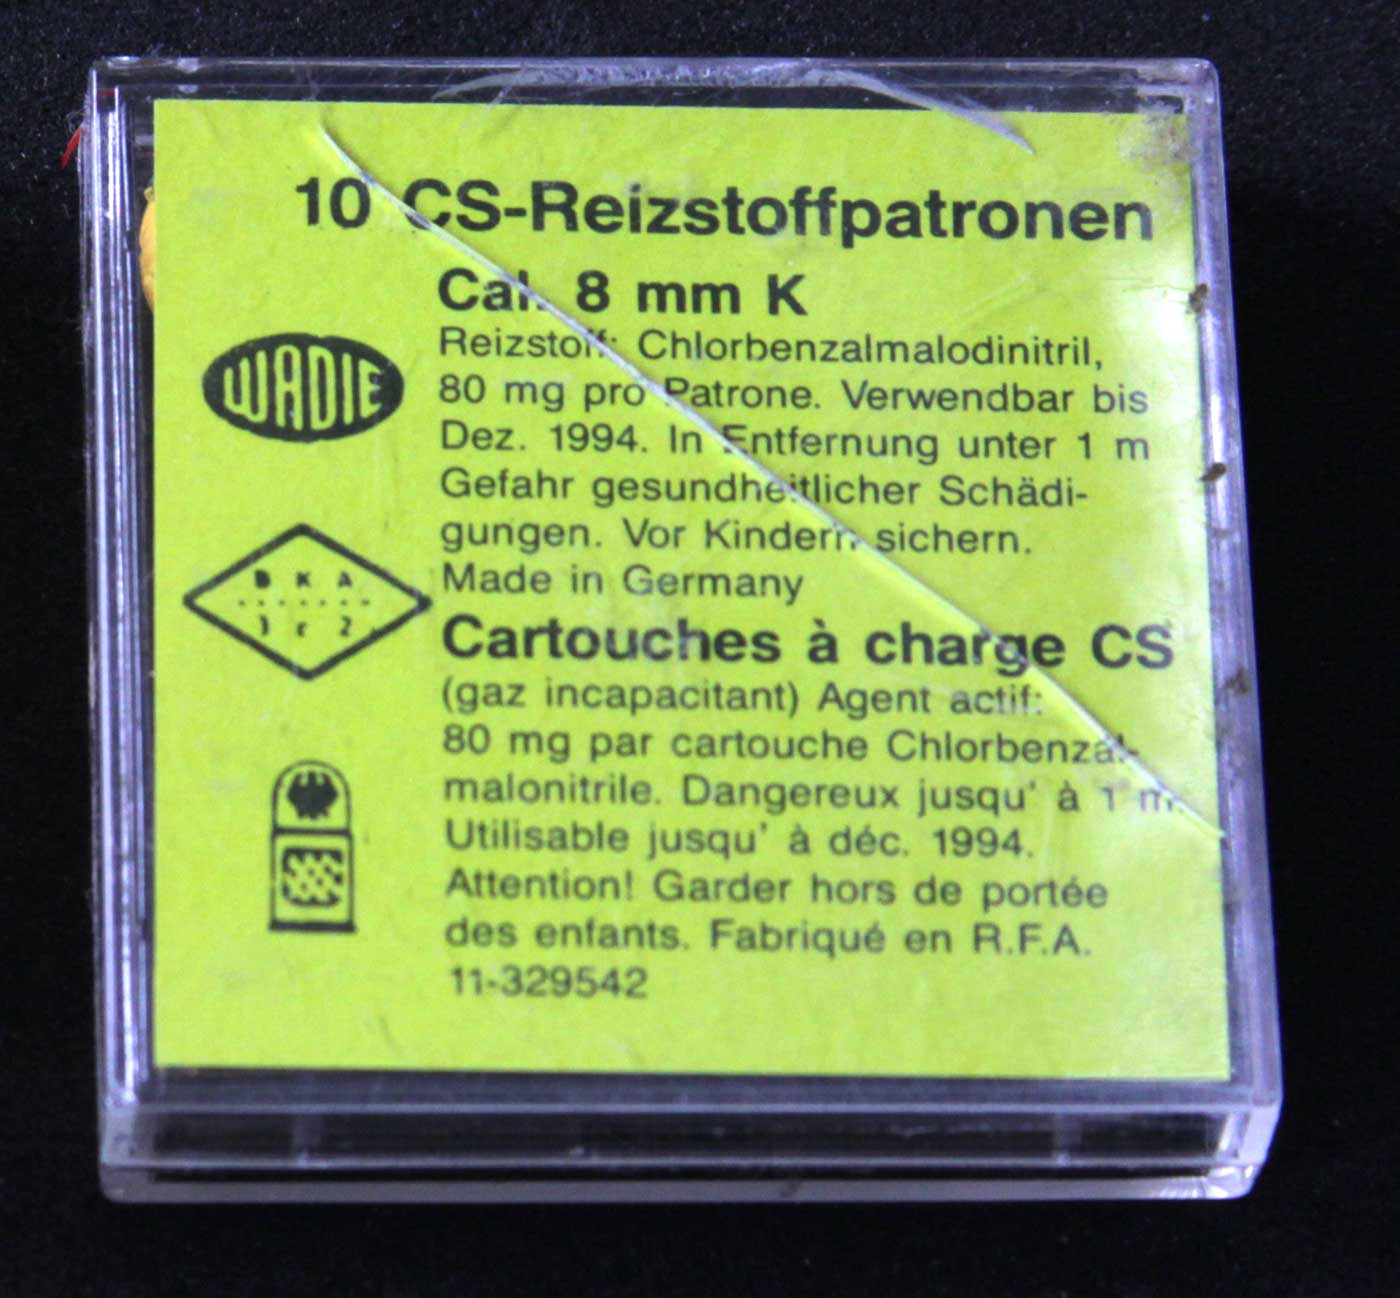 10 CS-Reizstoffpatronen
Cal. 8 mm K
Reizstoff: Chlorbenzalmalodinitril,
80 mg pro Patrone. Verwendbar bis
Dez. 1994. In Entfernung unter 1 m
Gefahr gesundheitlicher Schädi-
gungen. Vor Kindern sichern.
Made in Germany
Cartouches à charge CS
(gaz incapacitant) Agent actif:
80 mg par cartouche Chlorbenzal-
malonitrile. Dangereux jusqu' à 1 m.
Utilisable jusqu' à déc. 1994.
Attention! Garder hors de portée
des enfants. Fabriqué en R.F.A.
11-329542
WADIE
B K A